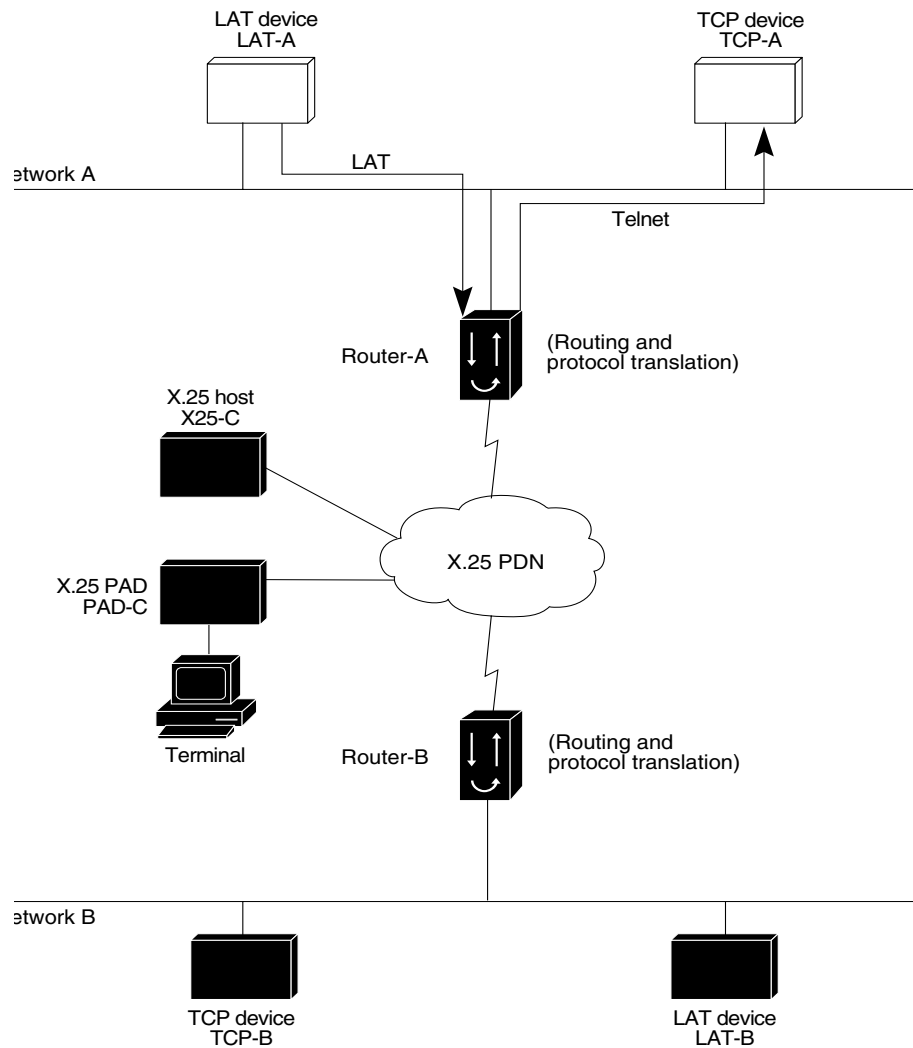 LAT device
LAT-A
TCP device
TCP-A
LAT
etwork A
Telnet
Router-A
(Routing and
protocol translation)
X.25 host
X25-C
X.25 PDN
X.25 PAD
PAD-C
Terminal
Router-B
(Routing and
protocol translation)
etwork B
TCP device
TCP-B
LAT device
LAT-B